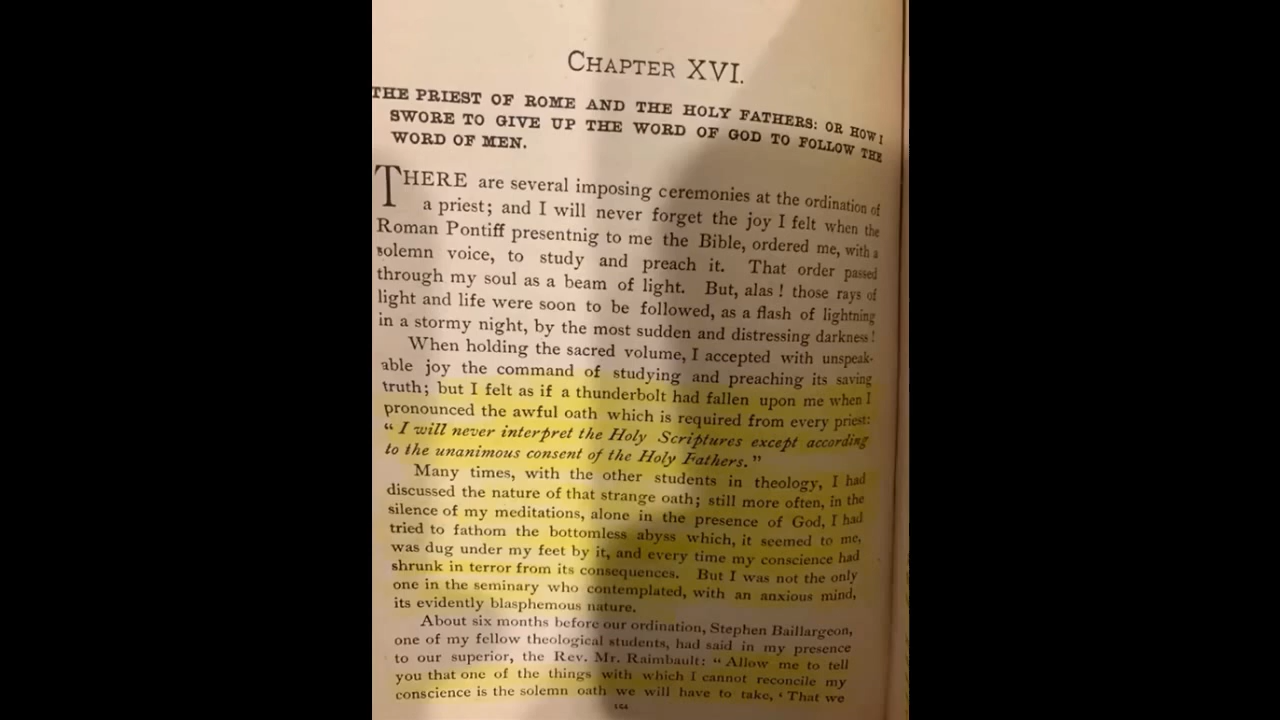 CHAPTER XVI.
THE PRIEST OF ROME AND THE HOLY FATHERS: OR HOW I
SWORE TO GIVE UP THE WORD OF GOD TO FOLLOW THE
WORD OF MEN.
THERE are several imposing ceremonies at the ordination of
a priest; and I will never forget the joy I felt when the
Roman Pontiff presentnig to me the Bible, ordered me, with a
solemn voice, to study and preach it. That order passed
through my soul as a beam of light. But, alas! those rays of
light and life were soon to be followed, as a flash of lightning
in a stormy night, by the most sudden and distressing darkness!
When holding the sacred volume, I accepted with unspeak-
able joy the command of studying and preaching its saving
truth; but I felt as if a thunderbolt had fallen upon me when I
pronounced the awful oath which is required from every priest:
"I will never interpret the Holy Scriptures except according
to the unanimous consent of the Holy Fathers."
Many times, with the other students in theology, I had
discussed the nature of that strange oath; still more often, in the
silence of my meditations, alone in the presence of God, I had
tried to fathom the bottomless abyss which, it seemed to me,
was dug under my feet by it, and every time my conscience had
shrunk in terror from its consequences. But I was not the only
one in the seminary who contemplated, with an anxious mind,
its evidently blasphemous nature.
About six months before our ordination, Stephen Baillargeon,
one of my fellow theological students, had said in my presence
to our superior, the Rev. Mr. Raimbault: "Allow me to tell
you that one of the things with which I cannot reconcile my
conscience is the solemn oath we will have to take, 'That we